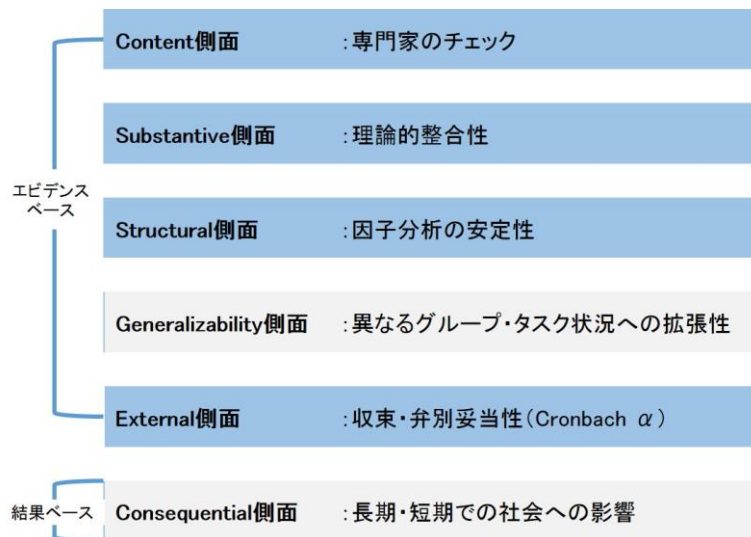 Content側面 :専門家のチェック
Substantive側面 :理論的整合性
エビデンス
ベース
Structural側面 :因子分析の安定性
Generalizability側面 :異なるグループ・タスク状況への拡張性
External側面 :収束・弁別妥当性(Cronbach α)
結果ベース Consequential側面 :長期・短期での社会への影響